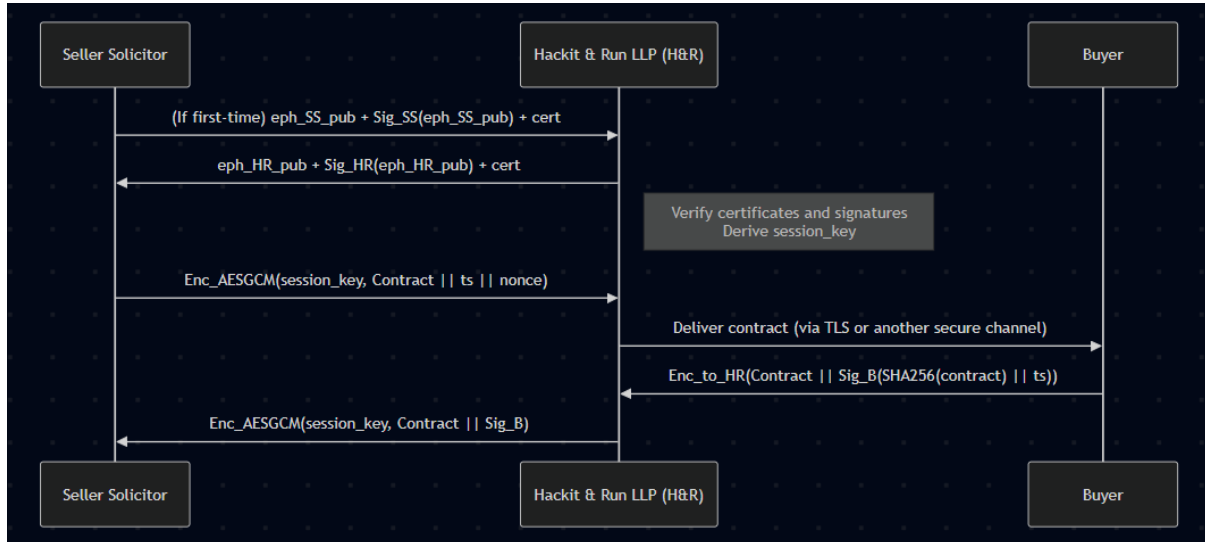 Seller Solicitor
Hackit & Run LLP (H&R)
Buyer
(If first-time) eph_SS_pub + Sig_SS(eph_SS_pub) + cert
eph_HR_pub + Sig_HR(eph_HR_pub) + cert
Verify certificates and signatures
Derive session_key
Enc_AESGCM(session_key, Contract || ts || nonce)
Deliver contract (via TLS or another secure channel)
Enc_to_HR(Contract || Sig_B(SHA256(contract) || ts))
Enc_AESGCM(session_key, Contract || Sig_B)
Seller Solicitor
Hackit & Run LLP (H&R)
Buyer